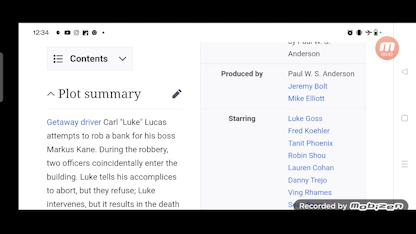 12:34
Contents
Plot summary
Getaway driver Carl "Luke" Lucas
attempts to rob a bank for his boss
Markus Kane. During the robbery,
two officers coincidentally enter the
building. Luke tells his accomplices
to abort, but they refuse; Luke
intervenes, but it results in the death
by Paul W. S.
Anderson
Produced by Paul W. S. Anderson
Jeremy Bolt
Mike Elliott
Starring Luke Goss
Fred Koehler
Tanit Phoenix
Robin Shou
Lauren Cohan
Danny Trejo
Ving Rhames
Recorded by Mobizen